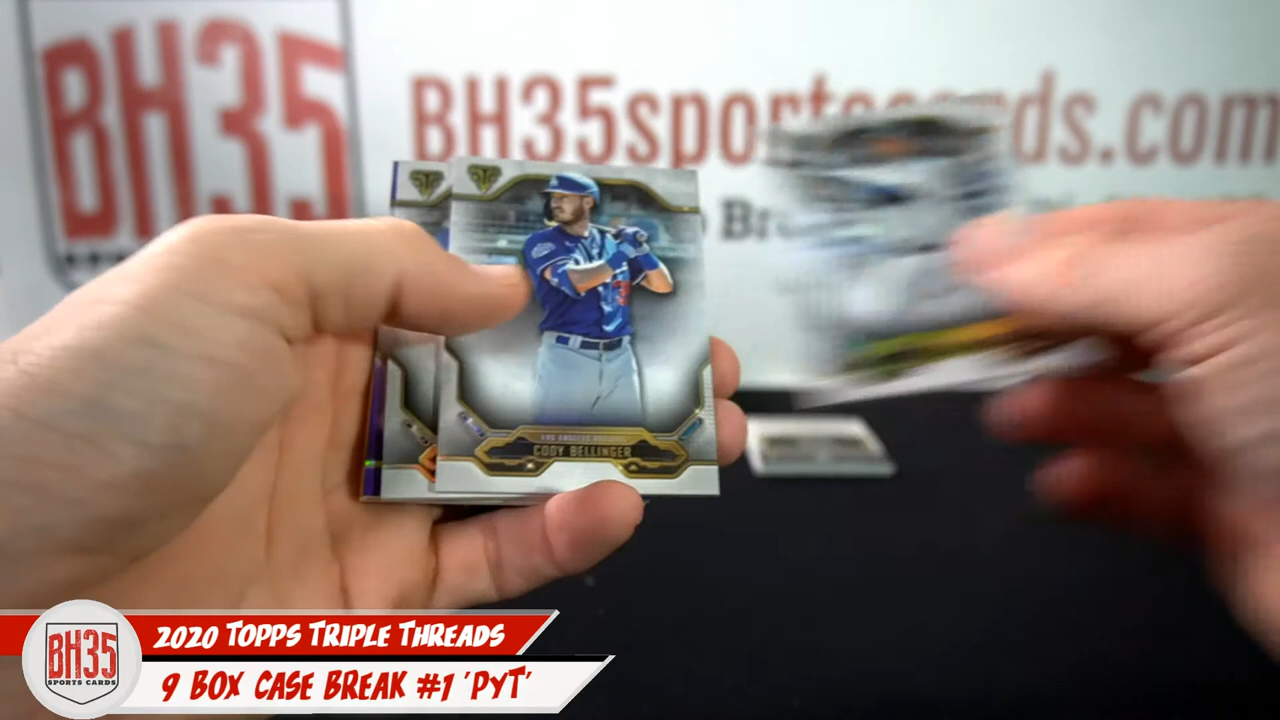 BH35
BH35sportscards.com
Br
LOS ANGELES DODGERS
CODY BELLINGER
BH35
SPORTS CARDS
2020 TOPPS TRIPLE THREADS
9 BOX CASE BREAK #1 'PYT'